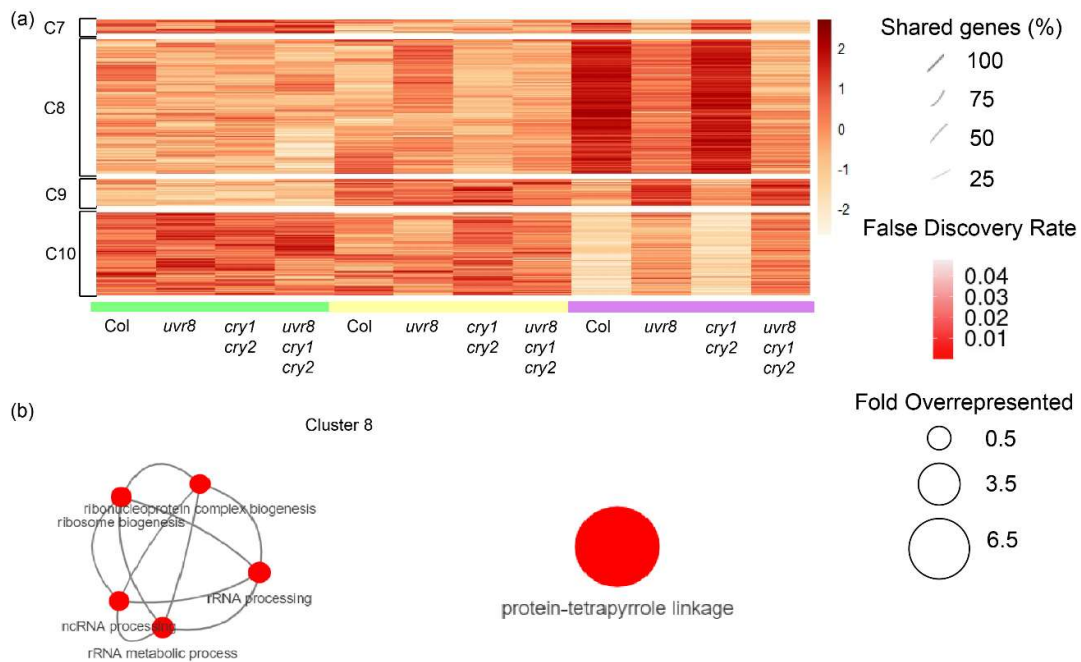 (a)
C7
C8
C9
C10
2
1
0
-1
-2
Col
uvr8
cry1
cry2
uvr8
cry1
cry2
Col
uvr8
cry1
cry2
uvr8
cry1
cry2
Col
uvr8
cry1
cry2
uvr8
cry1
cry2
Shared genes (%)
100
75
50
25
False Discovery Rate
0.04
0.03
0.02
0.01
Fold Overrepresented
0.5
3.5
6.5
(b)
Cluster 8
ribonucleoprotein complex biogenesis
ribosome biogenesis
rRNA processing
ncRNA processing
rRNA metabolic process
protein-tetrapyrrole linkage